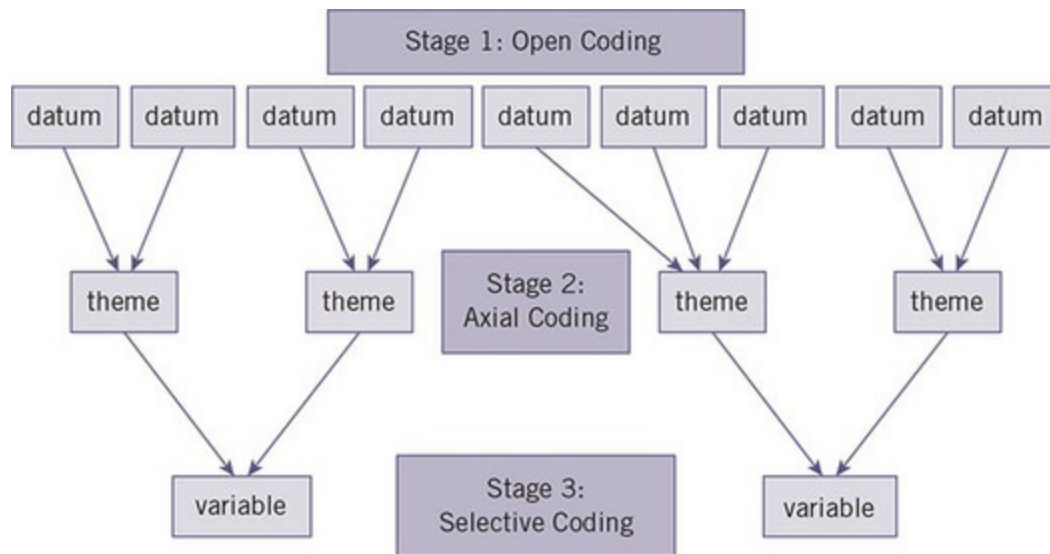 Stage 1: Open Coding
datum datum datum datum datum datum datum datum datum
theme theme Stage 2: theme theme
Axial Coding
variable Stage 3: variable
Selective Coding